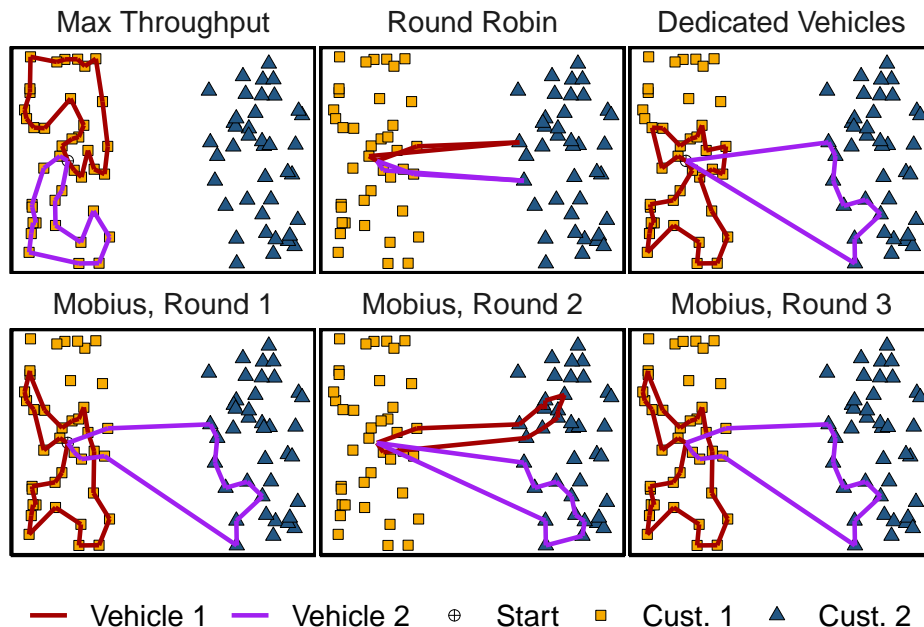 Max Throughput
Round Robin
Dedicated Vehicles
Mobius, Round 1
Mobius, Round 2
Mobius, Round 3
Vehicle 1 Vehicle 2 Start Cust. 1 Cust. 2